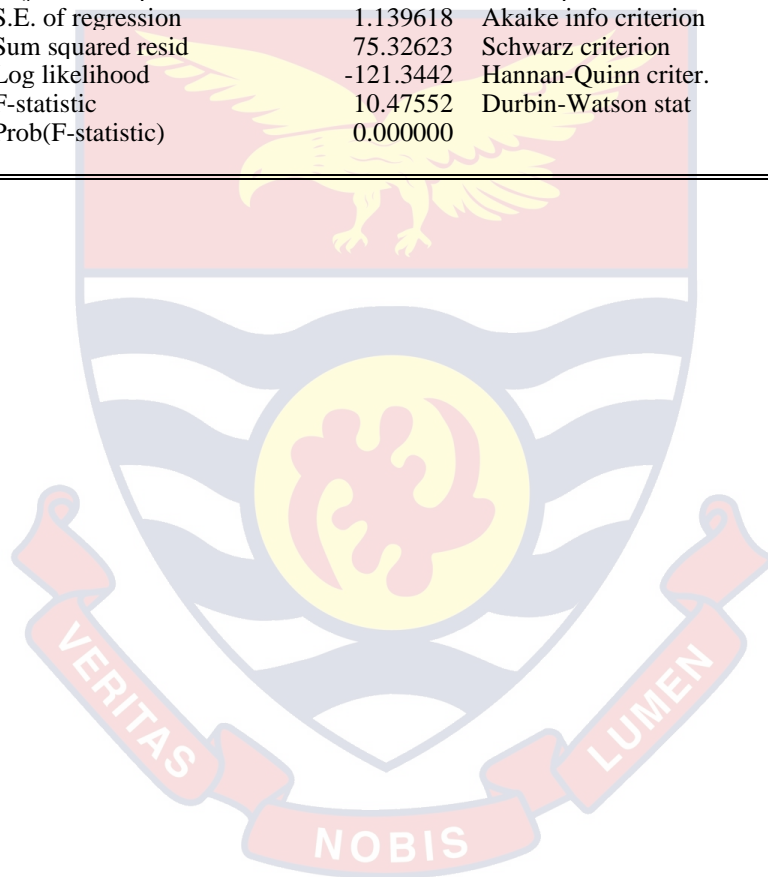 S.E. of regression 1.139618 Akaike info criterion
Sum squared resid 75.32623 Schwarz criterion
Log likelihood -121.3442 Hannan-Quinn criter.
F-statistic 10.47552 Durbin-Watson stat
Prob(F-statistic) 0.000000
VERITAS
NOBIS
LUMEN